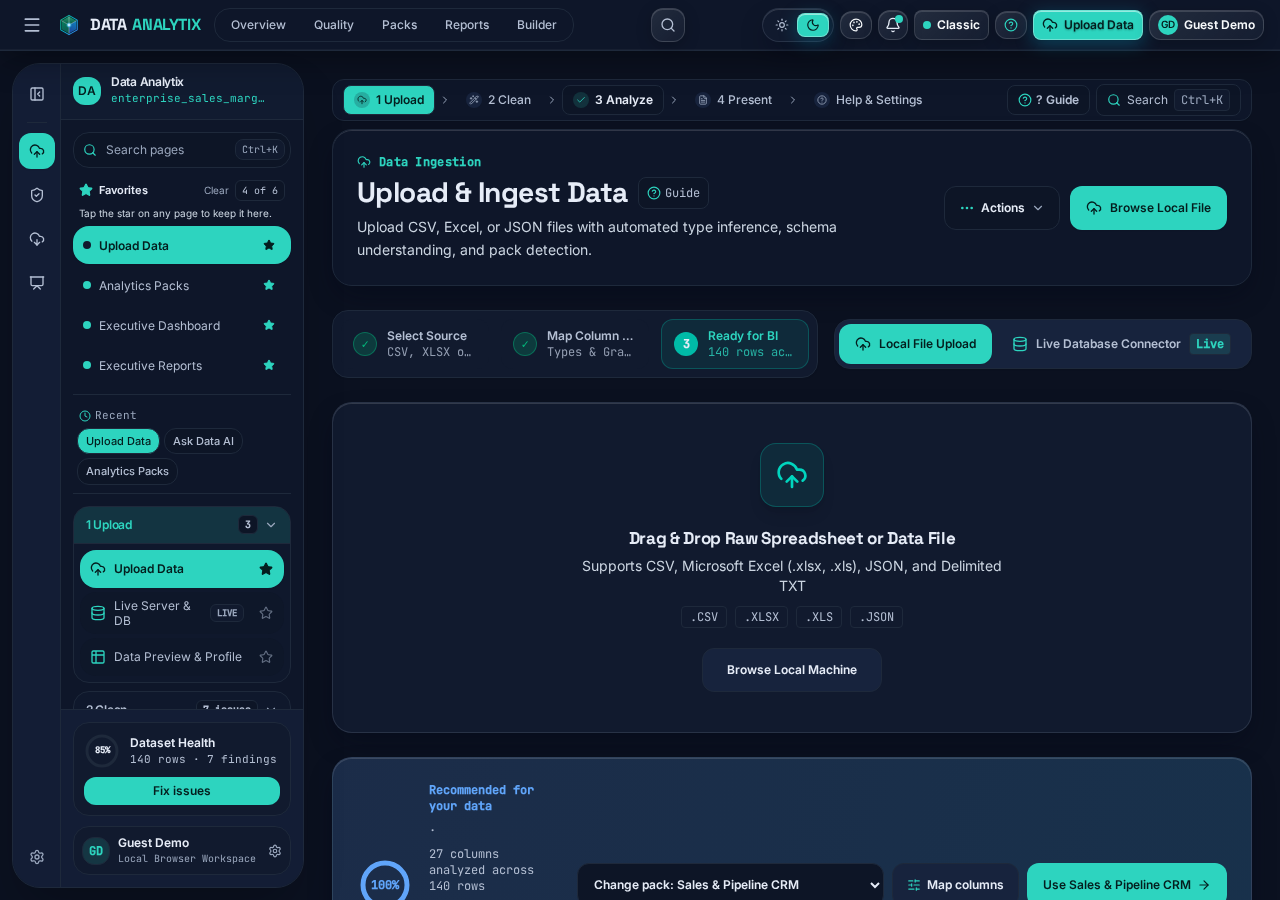 DATA ANALYTIX
Overview
Quality
Packs
Reports
Builder
Classic
Upload Data
GD
Guest Demo
DA
Data Analytix
enterprise_sales_marg…
Search pages
Ctrl+K
Favorites
Clear
4 of 6
Tap the star on any page to keep it here.
Upload Data
Analytics Packs
Executive Dashboard
Executive Reports
Recent
Upload Data
Ask Data AI
Analytics Packs
1 Upload
3
Upload Data
Live Server & DB
LIVE
Data Preview & Profile
2 Clean
7 issues
85%
Dataset Health
140 rows · 7 findings
Fix issues
GD
Guest Demo
Local Browser Workspace
1 Upload
2 Clean
3 Analyze
4 Present
Help & Settings
? Guide
Search
Ctrl+K
Data Ingestion
Upload & Ingest Data
Guide
Upload CSV, Excel, or JSON files with automated type inference, schema
understanding, and pack detection.
Actions
Browse Local File
✓
Select Source
CSV, XLSX o…
✓
Map Column …
Types & Gra…
3
Ready for BI
140 rows ac…
Local File Upload
Live Database Connector
Live
Drag & Drop Raw Spreadsheet or Data File
Supports CSV, Microsoft Excel (.xlsx, .xls), JSON, and Delimited
TXT
.CSV
.XLSX
.XLS
.JSON
Browse Local Machine
100%
Recommended for
your data
·
27 columns
analyzed across
140 rows
Change pack: Sales & Pipeline CRM
Map columns
Use Sales & Pipeline CRM →